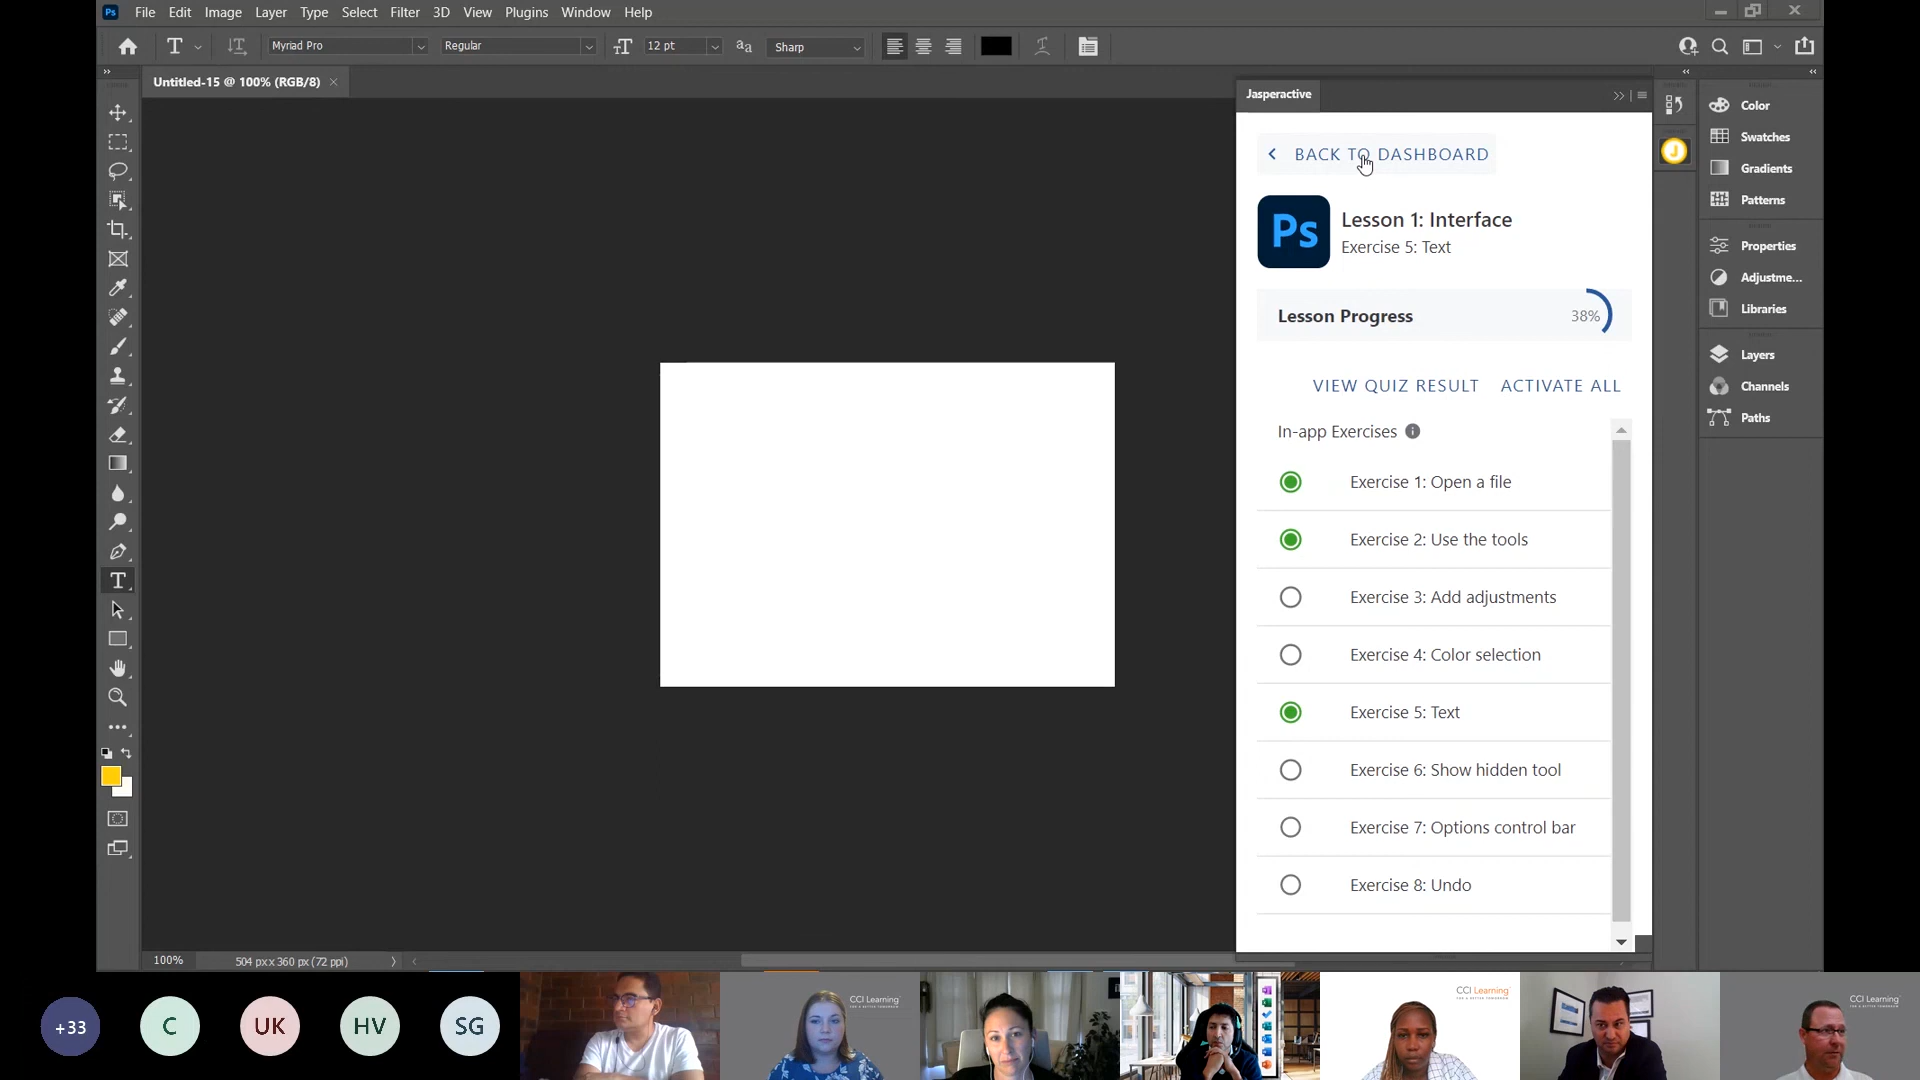 Ps File Edit Image Layer Type Select Filter 3D View Plugins Window Help
T Myriad Pro Regular 12 pt aa Sharp
Untitled-15 @ 100% (RGB/8)
Jasperactive
BACK TO DASHBOARD
Ps
Lesson 1: Interface
Exercise 5: Text
Lesson Progress 38%
VIEW QUIZ RESULT ACTIVATE ALL
In-app Exercises
Exercise 1: Open a file
Exercise 2: Use the tools
Exercise 3: Add adjustments
Exercise 4: Color selection
Exercise 5: Text
Exercise 6: Show hidden tool
Exercise 7: Options control bar
Exercise 8: Undo
J
Color
Swatches
Gradients
Patterns
Properties
Adjustme...
Libraries
Layers
Channels
Paths
100% 504 px x 360 px (72 ppi)
+33 C UK HV SG
CCI Learning
CCI Learning
CCI Learning